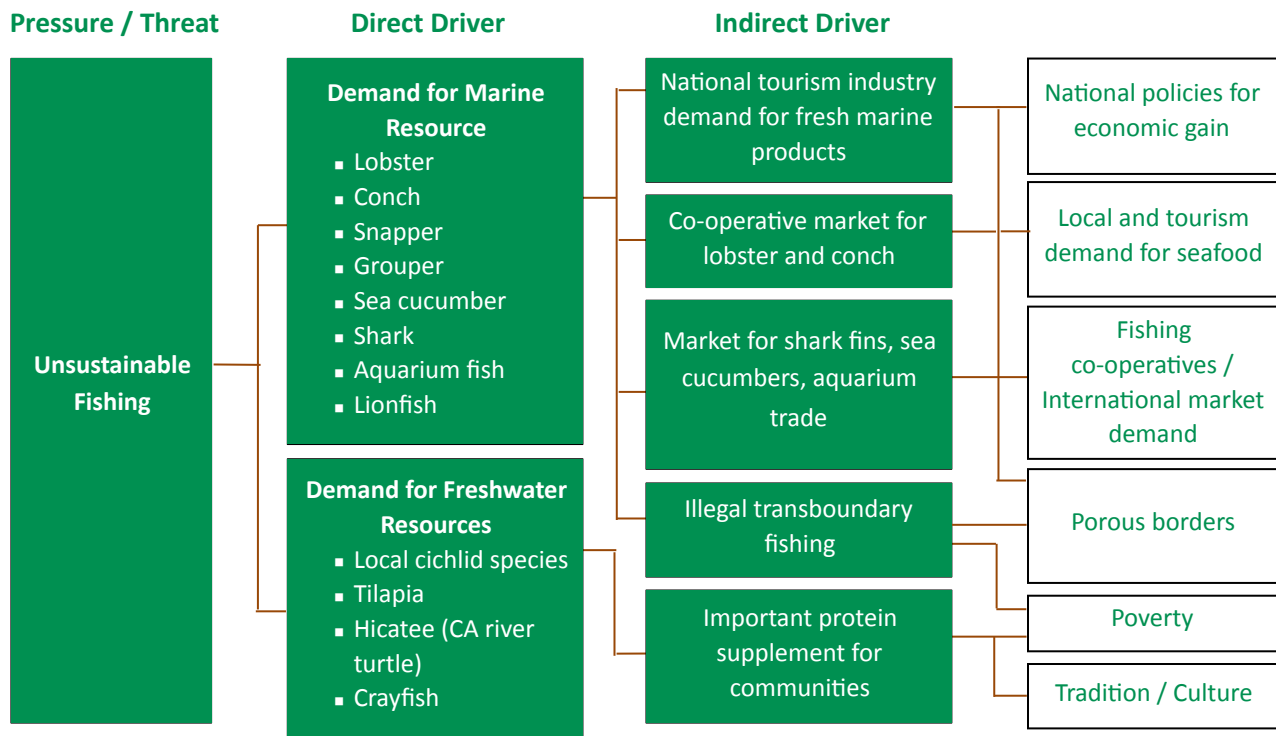 Pressure / Threat
Direct Driver
Indirect Driver
Unsustainable
Fishing
Demand for Marine
Resource
▪ Lobster
▪ Conch
▪ Snapper
▪ Grouper
▪ Sea cucumber
▪ Shark
▪ Aquarium fish
▪ Lionfish
Demand for Freshwater
Resources
▪ Local cichlid species
▪ Tilapia
▪ Hicatee (CA river
turtle)
▪ Crayfish
National tourism industry
demand for fresh marine
products
Co-operative market for
lobster and conch
Market for shark fins, sea
cucumbers, aquarium
trade
Illegal transboundary
fishing
Important protein
supplement for
communities
National policies for
economic gain
Local and tourism
demand for seafood
Fishing
co-operatives /
International market
demand
Porous borders
Poverty
Tradition / Culture